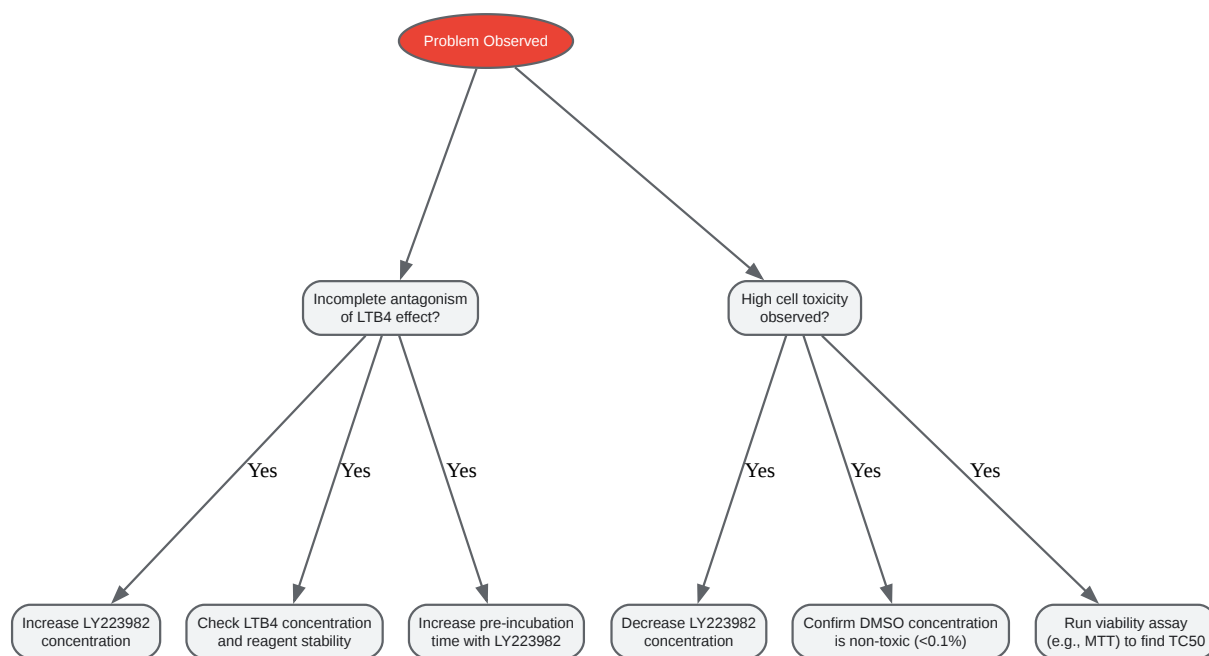 Problem Observed
Incomplete antagonism
of LTB4 effect?
High cell toxicity
observed?
Yes
Yes
Yes
Yes
Yes
Yes
Increase LY223982
concentration
Check LTB4 concentration
and reagent stability
Increase pre-incubation
time with LY223982
Decrease LY223982
concentration
Confirm DMSO concentration
is non-toxic (<0.1%)
Run viability assay
(e.g., MTT) to find TC50